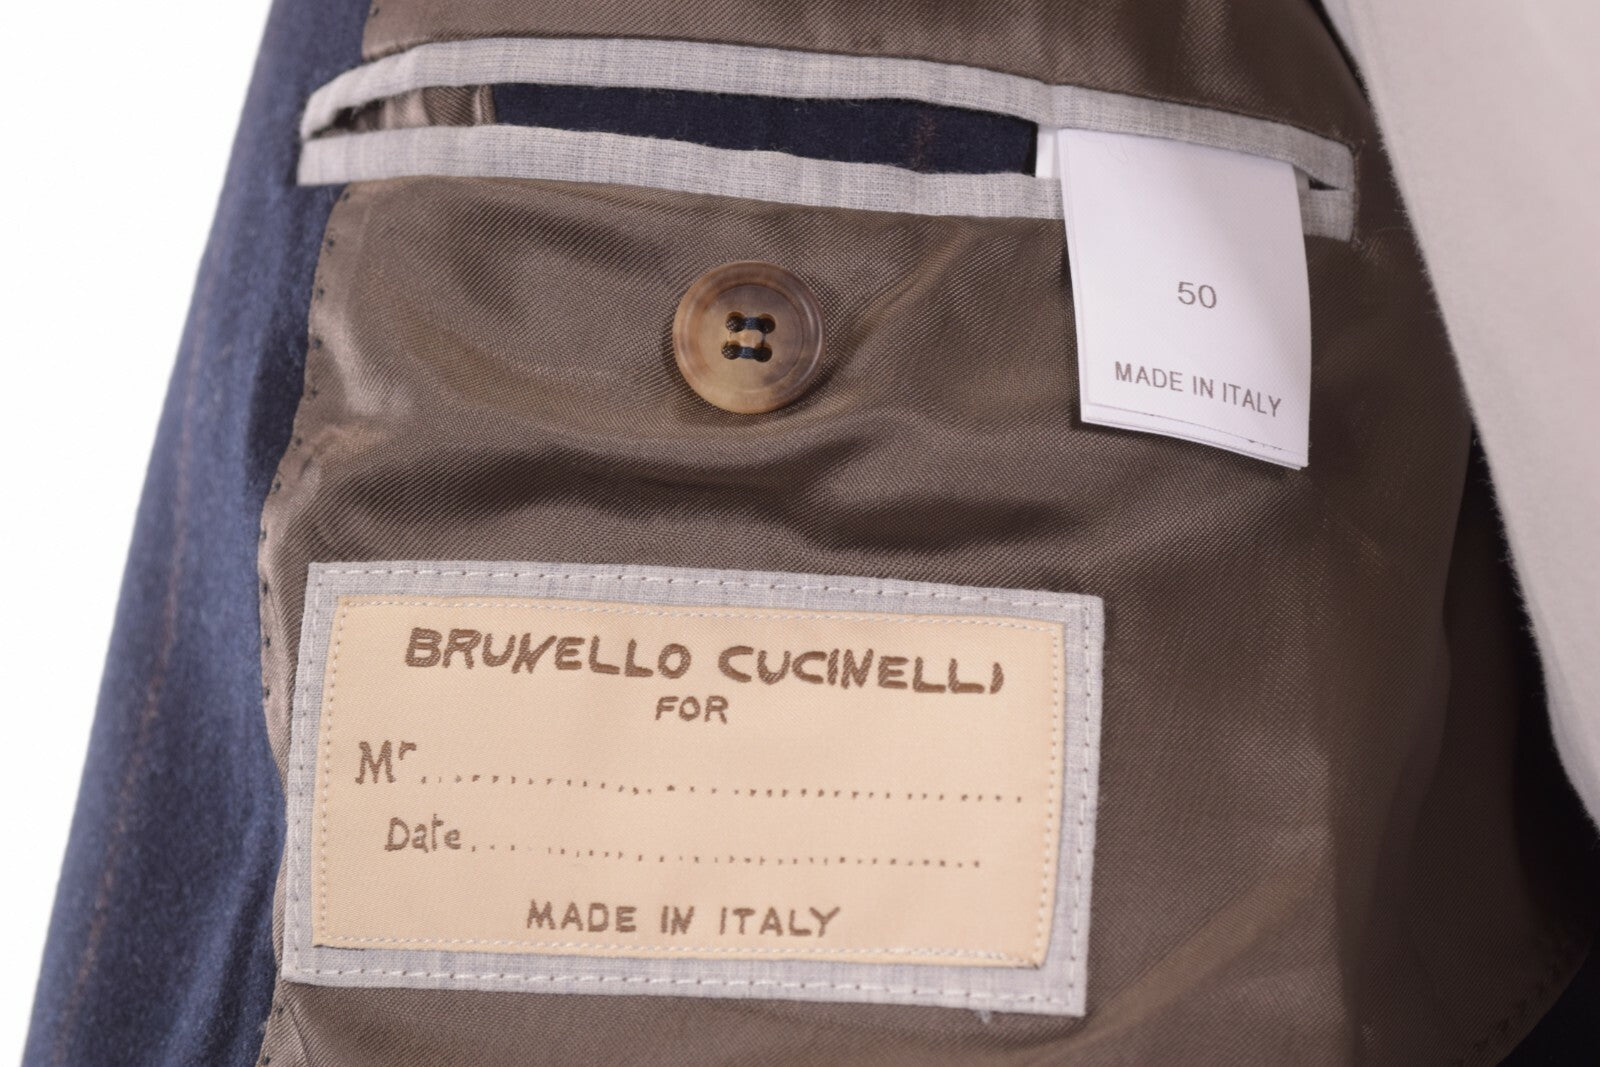 50
MADE IN ITALY
BRUNELLO CUCINELLI
FOR
Mr
Date
MADE IN ITALY